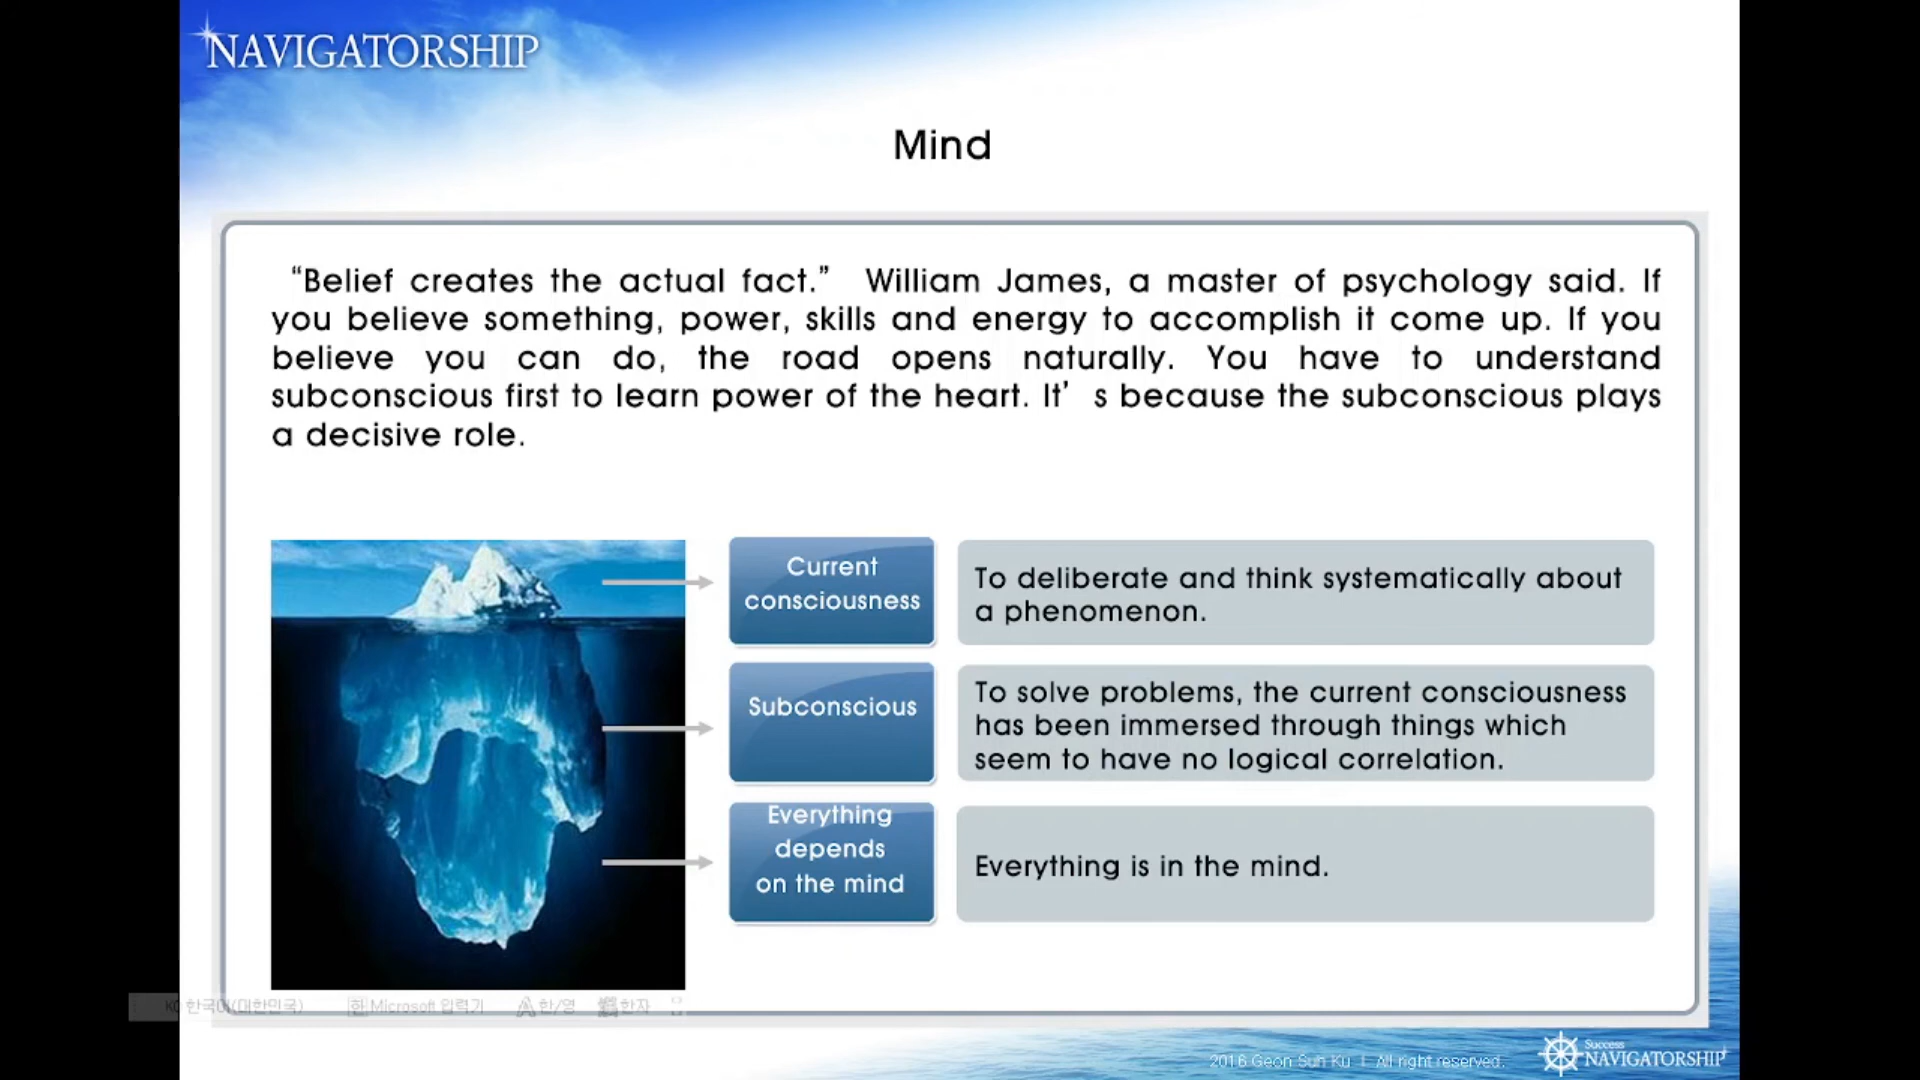 NAVIGATORSHIP
Mind
“Belief creates the actual fact.” William James, a master of psychology said. If
you believe something, power, skills and energy to accomplish it come up. If you
believe you can do, the road opens naturally. You have to understand
subconscious first to learn power of the heart. It’ s because the subconscious plays
a decisive role.
Current
consciousness
To deliberate and think systematically about
a phenomenon.
Subconscious
To solve problems, the current consciousness
has been immersed through things which
seem to have no logical correlation.
Everything
depends
on the mind
Everything is in the mind.
KO 한국어(대한민국) 한 Microsoft 입력기 A 한/영 한자
2016 Geon Suh Ku l All right reserved.
Success
NAVIGATORSHIP